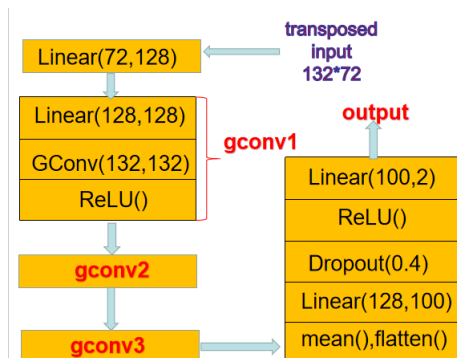 transposed
input
132*72
Linear(72,128)
Linear(128,128)
GConv(132,132)
ReLU()
gconv1
gconv2
gconv3
output
Linear(100,2)
ReLU()
Dropout(0.4)
Linear(128,100)
mean(),flatten()